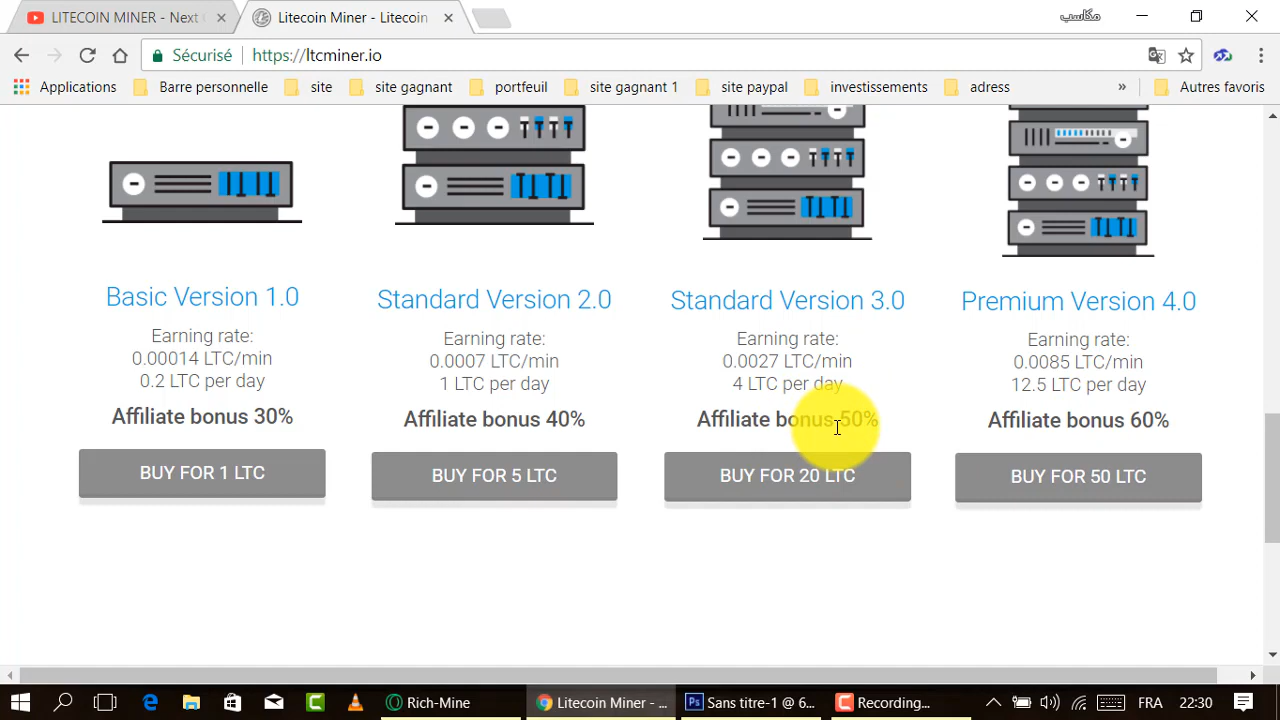 LITECOIN MINER - Next
Litecoin Miner - Litecoin
مكاسب
Sécurisé
https://ltcminer.io
Applications
Barre personnelle
site
site gagnant
portfeuil
site gagnant 1
site paypal
investissements
adress
»
Autres favoris
Basic Version 1.0
Earning rate:
0.00014 LTC/min
0.2 LTC per day
Affiliate bonus 30%
BUY FOR 1 LTC
Standard Version 2.0
Earning rate:
0.0007 LTC/min
1 LTC per day
Affiliate bonus 40%
BUY FOR 5 LTC
Standard Version 3.0
Earning rate:
0.0027 LTC/min
4 LTC per day
Affiliate bonus 50%
BUY FOR 20 LTC
Premium Version 4.0
Earning rate:
0.0085 LTC/min
12.5 LTC per day
Affiliate bonus 60%
BUY FOR 50 LTC
Rich-Mine
Litecoin Miner - ...
Sans titre-1 @ 6...
Recording...
FRA
22:30